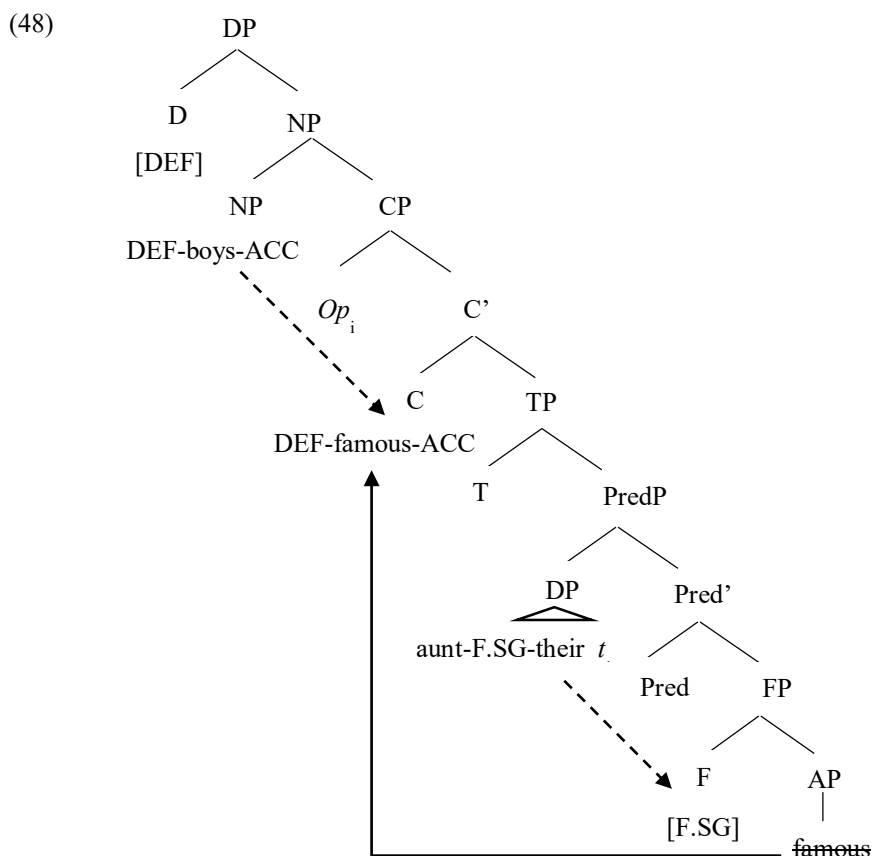 (48)
DP
D NP
[DEF]
NP CP
DEF-boys-ACC
Opᵢ C’
C TP
DEF-famous-ACC
T PredP
DP Pred’
aunt-F.SG-their t
Pred FP
F AP
[F.SG]
famous